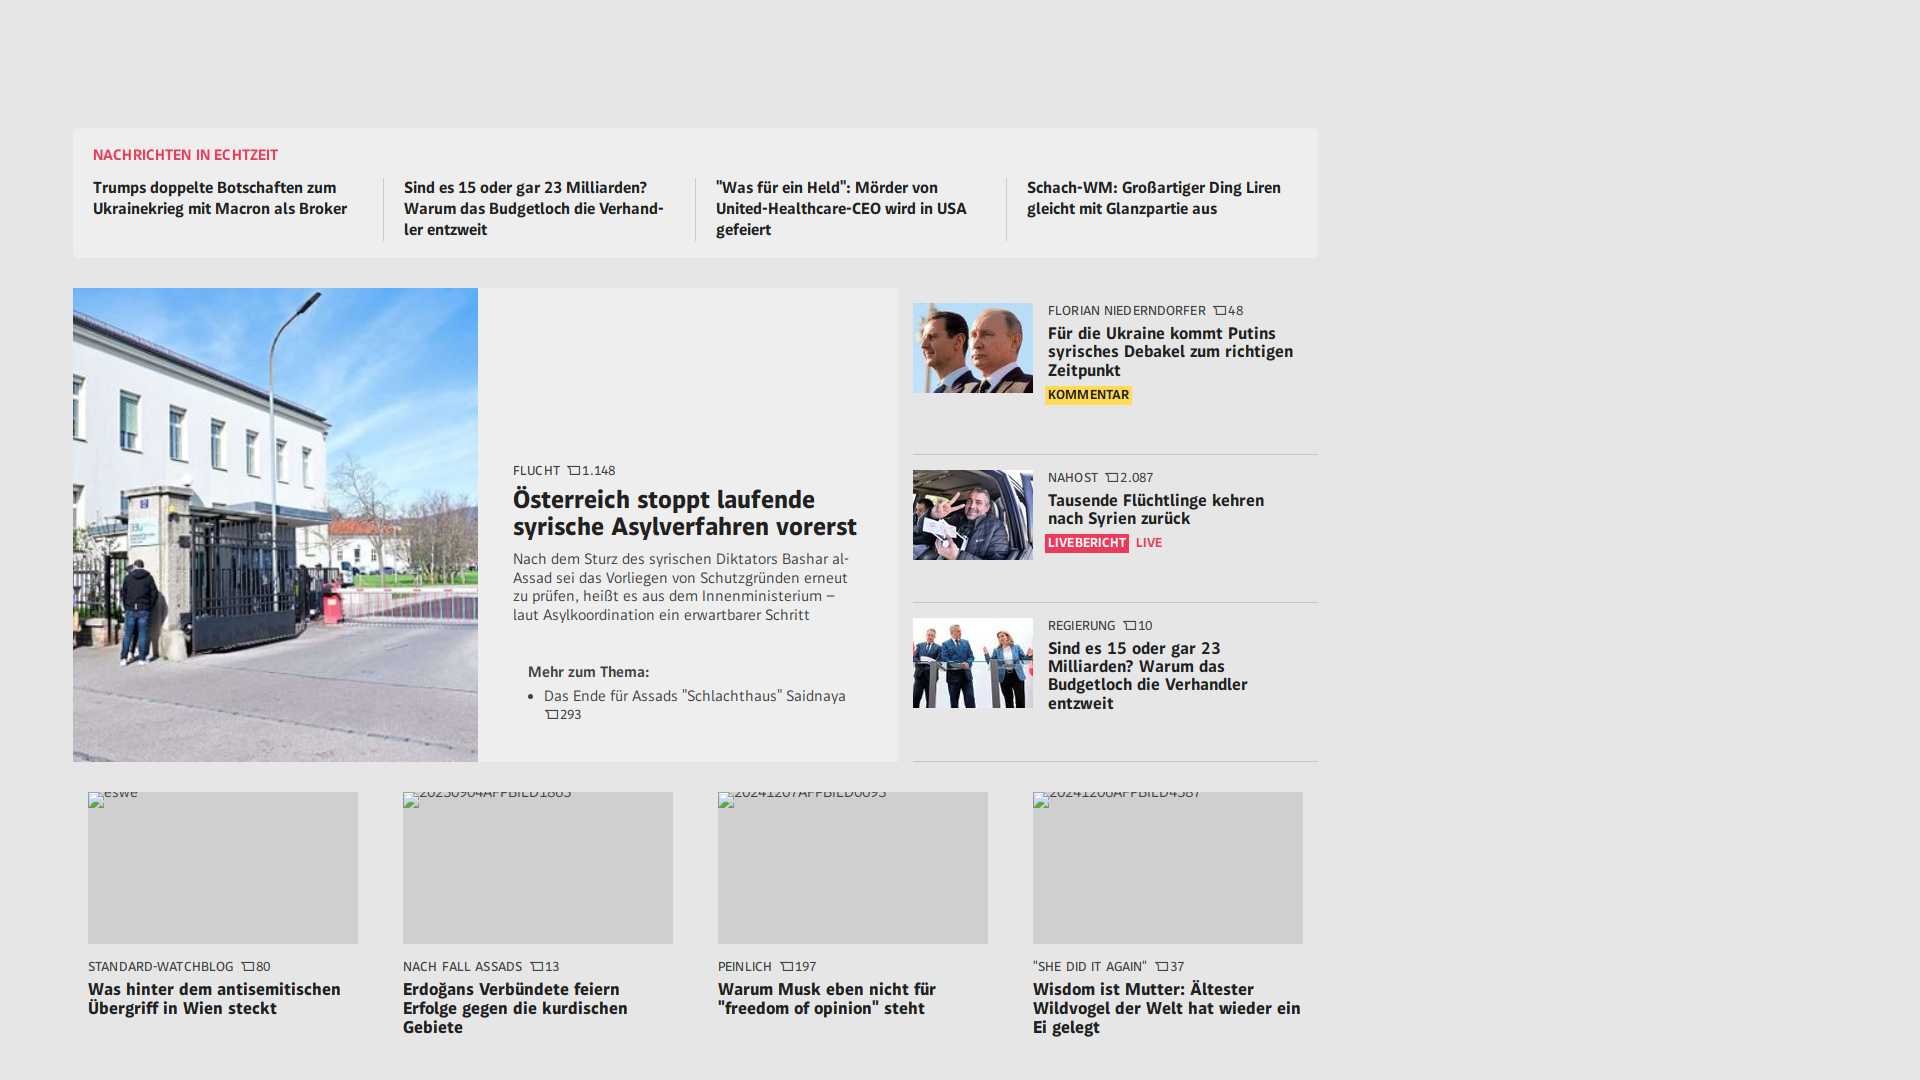 NACHRICHTEN IN ECHTZEIT
Trumps doppelte Botschaften zum
Ukrainekrieg mit Macron als Broker
Sind es 15 oder gar 23 Milliarden?
Warum das Budgetloch die Verhand-
ler entzweit
"Was für ein Held": Mörder von
United-Healthcare-CEO wird in USA
gefeiert
Schach-WM: Großartiger Ding Liren
gleicht mit Glanzpartie aus
FLUCHT 1.148
Österreich stoppt laufende
syrische Asylverfahren vorerst
Nach dem Sturz des syrischen Diktators Bashar al-
Assad sei das Vorliegen von Schutzgründen erneut
zu prüfen, heißt es aus dem Innenministerium –
laut Asylkoordination ein erwartbarer Schritt
Mehr zum Thema:
• Das Ende für Assads "Schlachthaus" Saidnaya
293
FLORIAN NIEDERNDORFER 48
Für die Ukraine kommt Putins
syrisches Debakel zum richtigen
Zeitpunkt
KOMMENTAR
NAHOST 2.087
Tausende Flüchtlinge kehren
nach Syrien zurück
LIVEBERICHT LIVE
REGIERUNG 10
Sind es 15 oder gar 23
Milliarden? Warum das
Budgetloch die Verhandler
entzweit
eswe
STANDARD-WATCHBLOG 80
Was hinter dem antisemitischen
Übergriff in Wien steckt
20230904AFPBILD1863
NACH FALL ASSADS 13
Erdoğans Verbündete feiern
Erfolge gegen die kurdischen
Gebiete
PEINLICH 197
Warum Musk eben nicht für
"freedom of opinion" steht
"SHE DID IT AGAIN" 37
Wisdom ist Mutter: Ältester
Wildvogel der Welt hat wieder ein
Ei gelegt